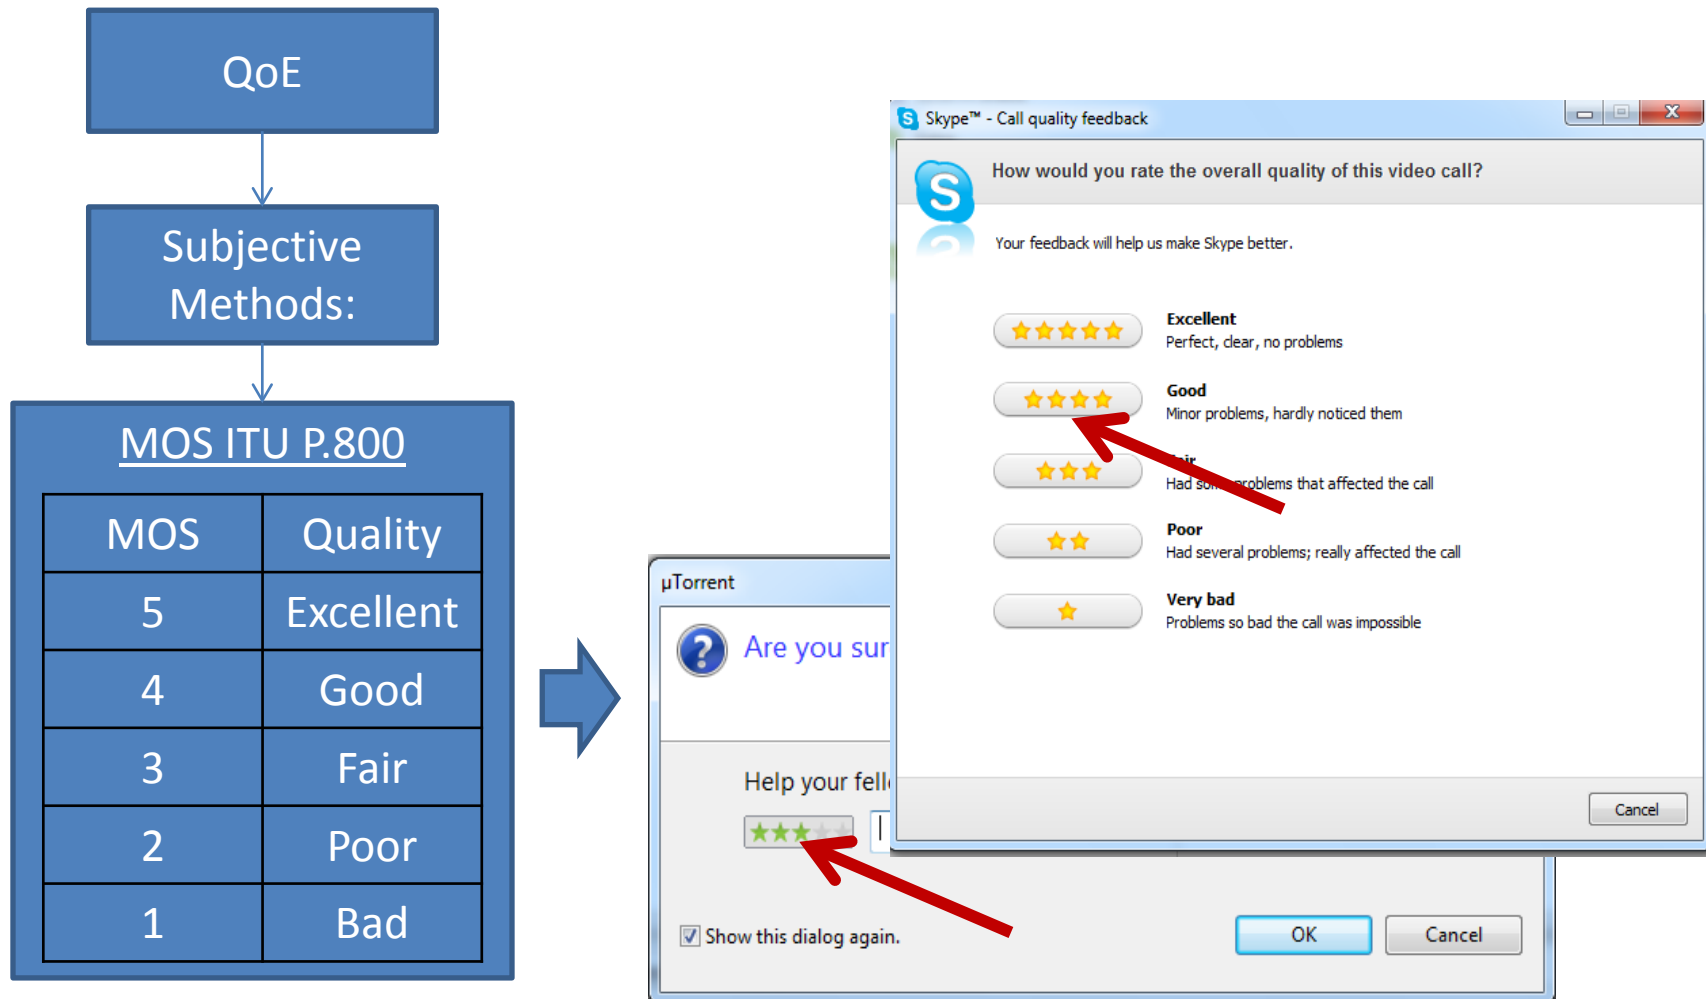 QoE
Subjective
Methods:
MOS ITU P.800
MOS Quality
5 Excellent
4 Good
3 Fair
2 Poor
1 Bad
Skype™ - Call quality feedback
How would you rate the overall quality of this video call?
Your feedback will help us make Skype better.
Excellent
Perfect, clear, no problems
Good
Minor problems, hardly noticed them
Had some problems that affected the call
Poor
Had several problems; really affected the call
Very bad
Problems so bad the call was impossible
Cancel
µTorrent
Are you sur
Help your fell
Show this dialog again.
OK
Cancel